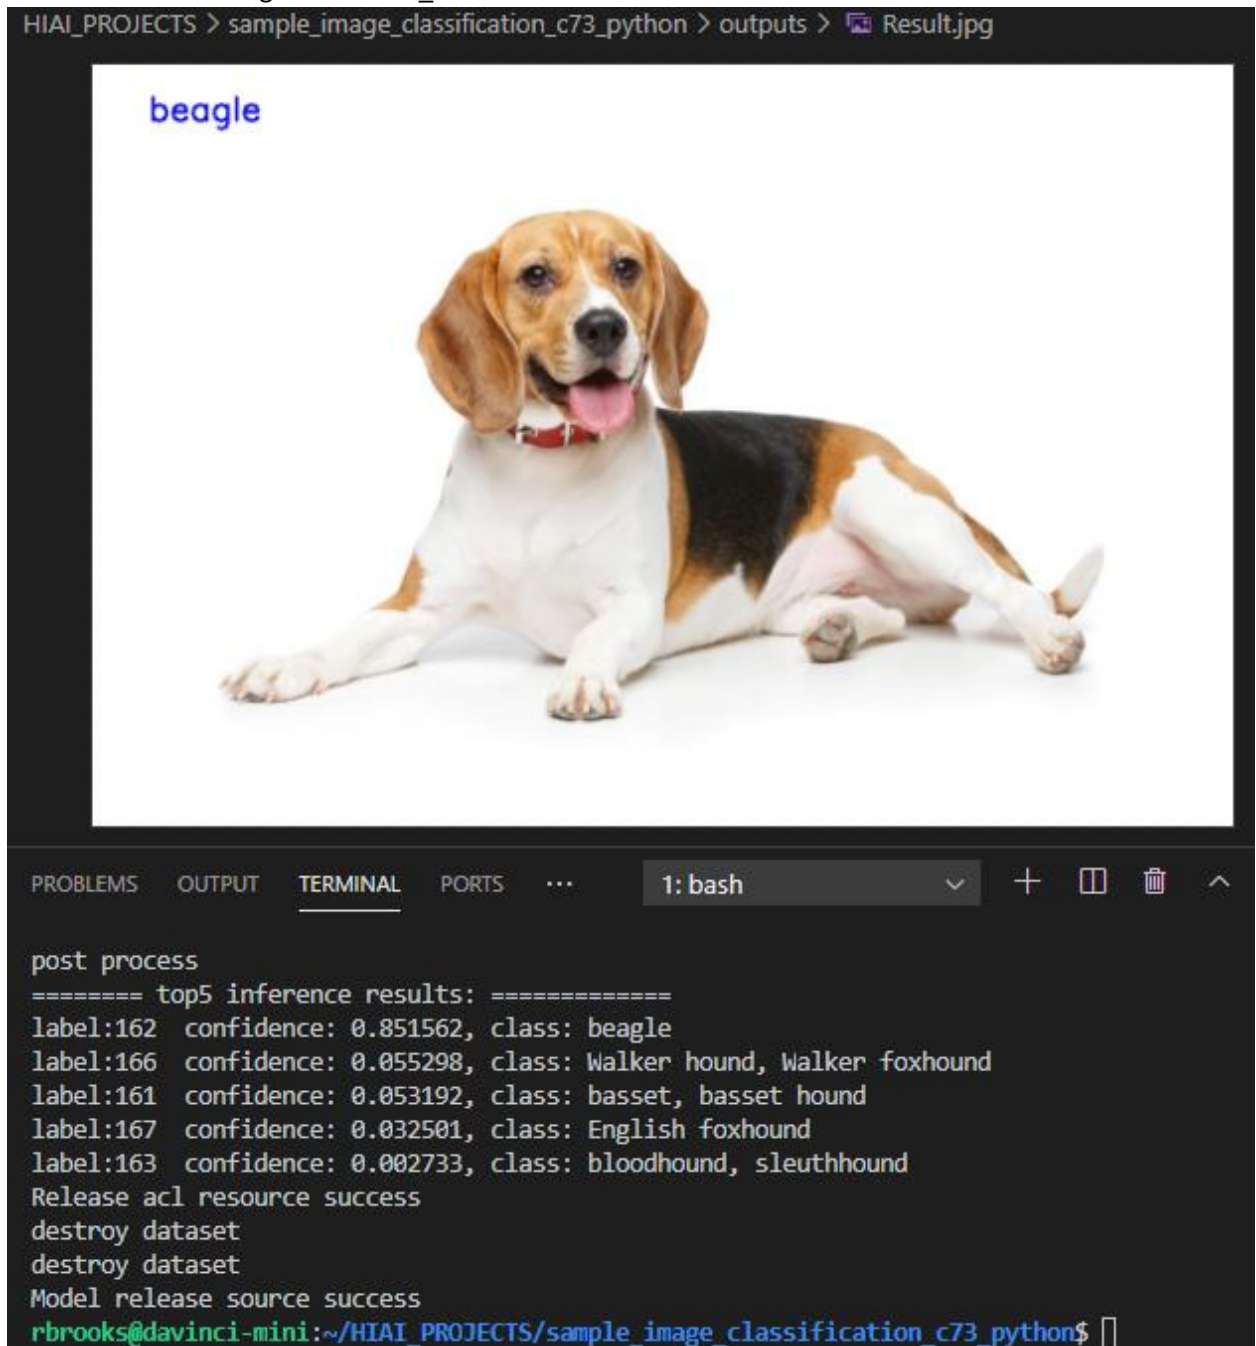 HIAI_PROJECTS > sample_image_classification_c73_python > outputs > Result.jpg
beagle
PROBLEMS OUTPUT TERMINAL PORTS ··· 1: bash
post process
======== top5 inference results: =============
label:162  confidence: 0.851562, class: beagle
label:166  confidence: 0.055298, class: Walker hound, Walker foxhound
label:161  confidence: 0.053192, class: basset, basset hound
label:167  confidence: 0.032501, class: English foxhound
label:163  confidence: 0.002733, class: bloodhound, sleuthhound
Release acl resource success
destroy dataset
destroy dataset
Model release source success
rbrooks@davinci-mini:~/HIAI_PROJECTS/sample_image_classification_c73_python$